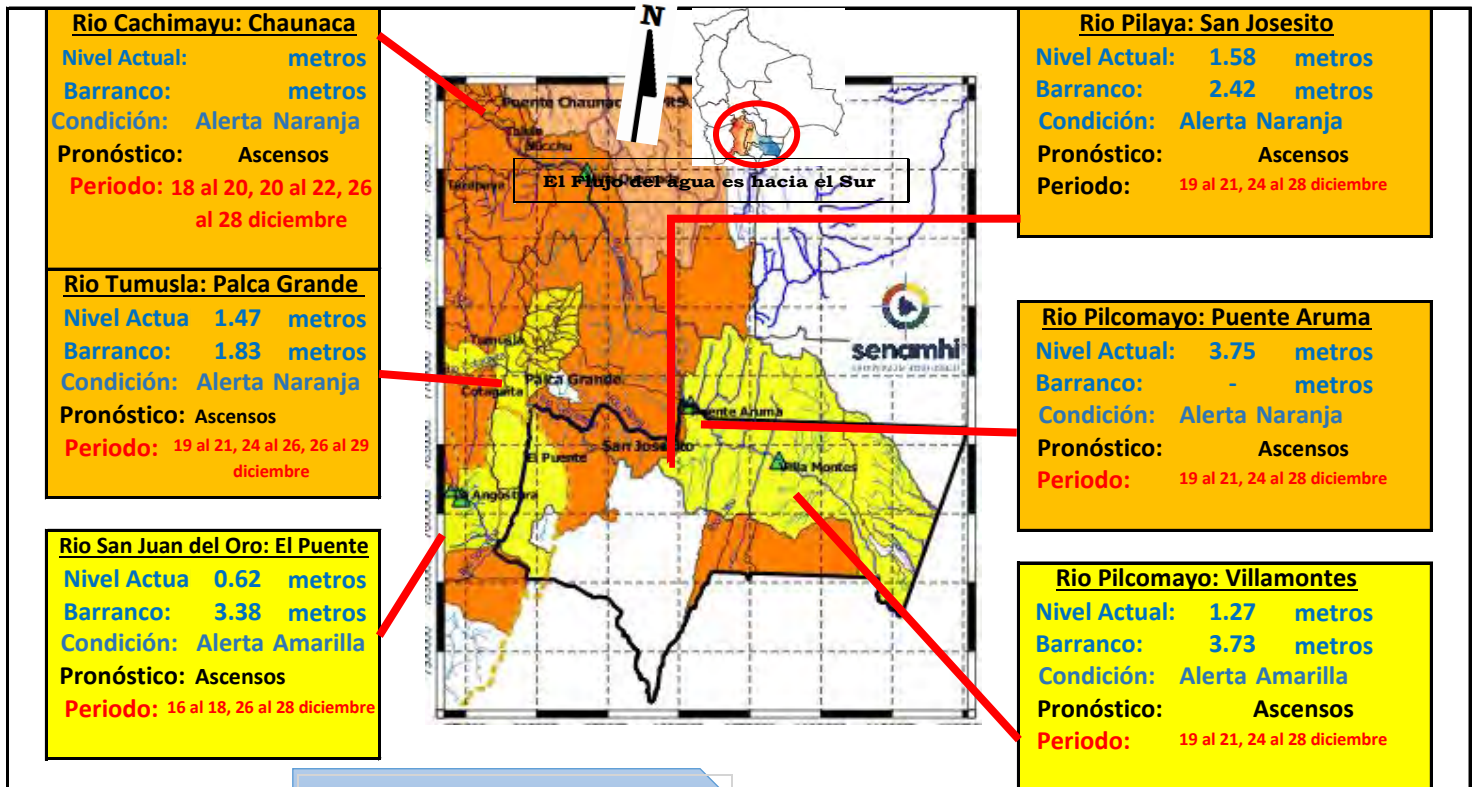 Rio Cachimayu: Chaunaca
Nivel Actual: metros
Barranco: metros
Condición: Alerta Naranja
Pronóstico: Ascensos
Periodo: 18 al 20, 20 al 22, 26
al 28 diciembre
Rio Tumusla: Palca Grande
Nivel Actua 1.47 metros
Barranco: 1.83 metros
Condición: Alerta Naranja
Pronóstico: Ascensos
Periodo: 19 al 21, 24 al 26, 26 al 29
diciembre
Rio San Juan del Oro: El Puente
Nivel Actua 0.62 metros
Barranco: 3.38 metros
Condición: Alerta Amarilla
Pronóstico: Ascensos
Periodo: 16 al 18, 26 al 28 diciembre
N
Puente Chaunac
Talula
El Flujo del agua es hacia el Sur
senamhi
Tumusla
Palca Grande
Cotagaita
Puente Aruma
San Josesito
El Puente
Villa Montes
Angostura
Rio Pilaya: San Josesito
Nivel Actual: 1.58 metros
Barranco: 2.42 metros
Condición: Alerta Naranja
Pronóstico: Ascensos
Periodo: 19 al 21, 24 al 28 diciembre
Rio Pilcomayo: Puente Aruma
Nivel Actual: 3.75 metros
Barranco: - metros
Condición: Alerta Naranja
Pronóstico: Ascensos
Periodo: 19 al 21, 24 al 28 diciembre
Rio Pilcomayo: Villamontes
Nivel Actual: 1.27 metros
Barranco: 3.73 metros
Condición: Alerta Amarilla
Pronóstico: Ascensos
Periodo: 19 al 21, 24 al 28 diciembre